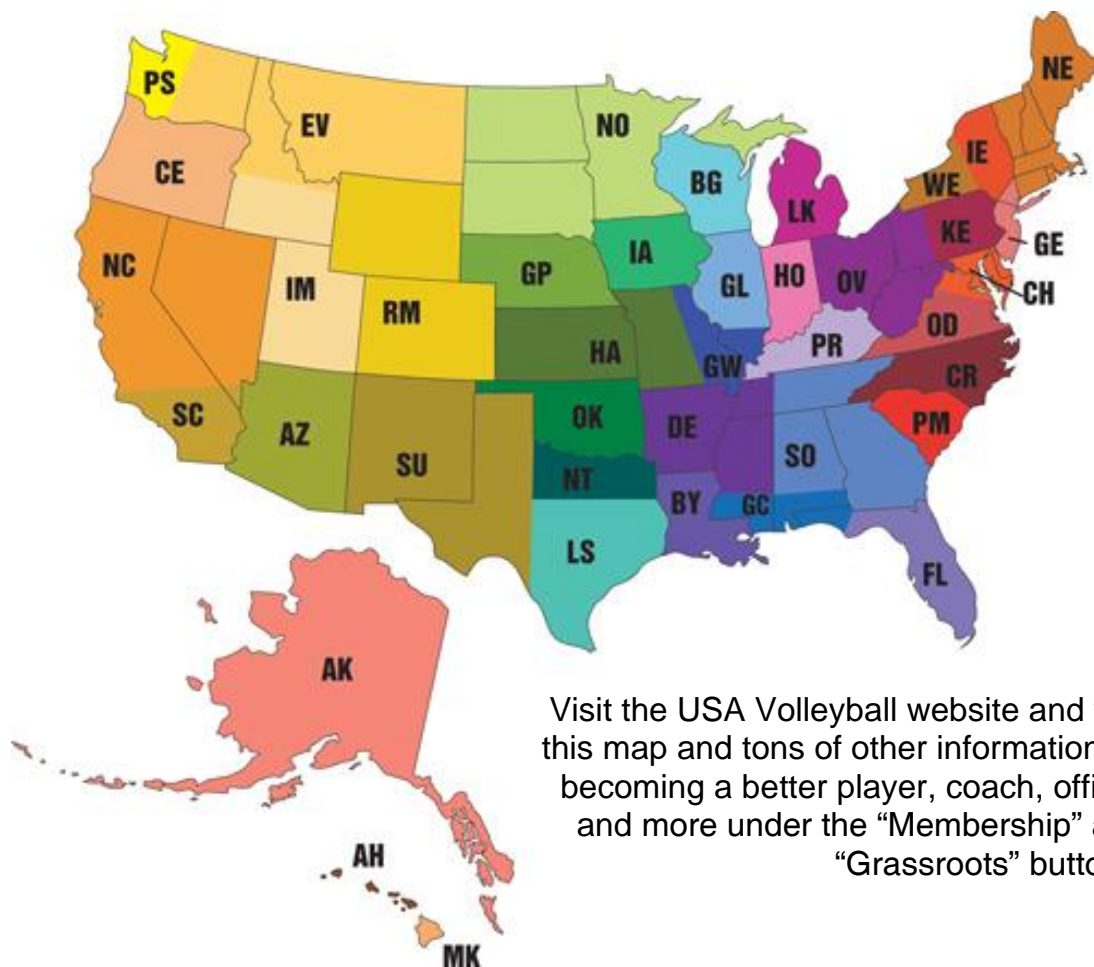 PS
EV
CE
NC
SC
IM
RM
AZ
SU
NO
GP
IA
HA
OK
NT
LS
BG
GL
GW
DE
BY
LK
HO
OV
PR
SO
GC
FL
NE
IE
WE
KE
GE
CH
OD
CR
PM
AK
AH
MK
Visit the USA Volleyball website and
this map and tons of other information
becoming a better player, coach,
and more under the “Membership”
“Grassroots”